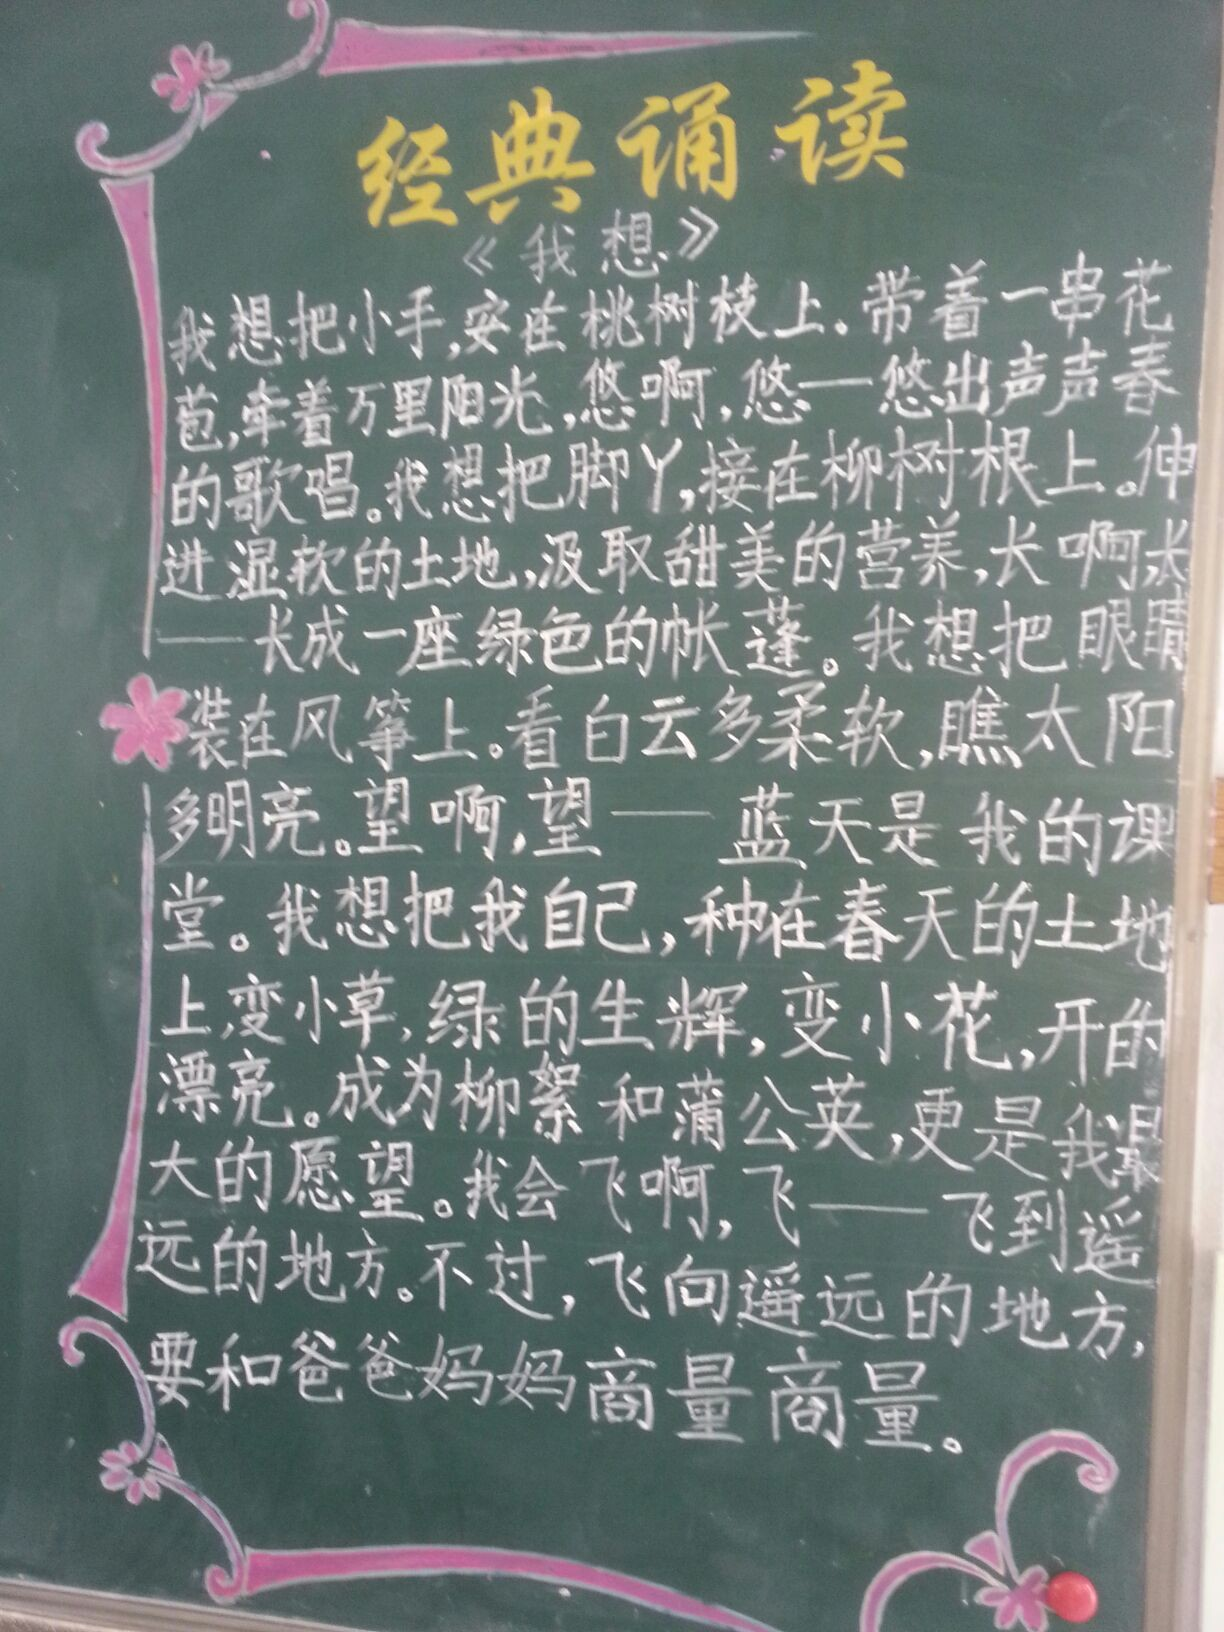 经典诵读
《我想》
我想把小手,安在桃树枝上。带着一串花
苞,牵着万里阳光,悠啊,悠——悠出声声春
的歌唱。我想把脚丫,接在柳树根上。伸
进湿软的土地,汲取甜美的营养,长啊,长
——长成一座绿色的帐蓬。我想把眼睛
装在风筝上。看白云多柔软,瞧太阳
多明亮。望啊,望——蓝天是我的课
堂。我想把我自己,种在春天的土地
上,变小草,绿的生辉,变小花,开的
漂亮。成为柳絮和蒲公英,更是我最
大的愿望。我会飞啊,飞——飞到遥
远的地方。不过,飞向遥远的地方,
要和爸爸妈妈商量商量。